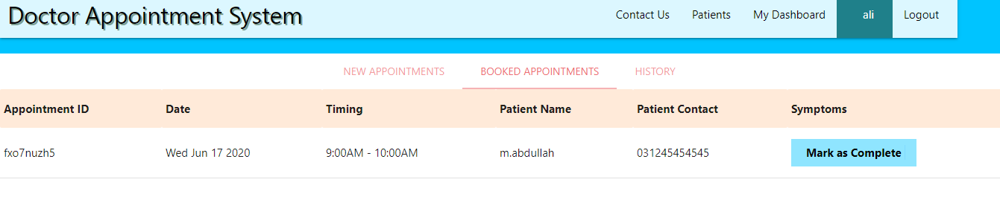 Doctor Appointment System
Contact Us Patients My Dashboard ali Logout
NEW APPOINTMENTS BOOKED APPOINTMENTS HISTORY
Appointment ID Date Timing Patient Name Patient Contact Symptoms
fxo7nuzh5 Wed Jun 17 2020 9:00AM - 10:00AM m.abdullah 031245454545 Mark as Complete